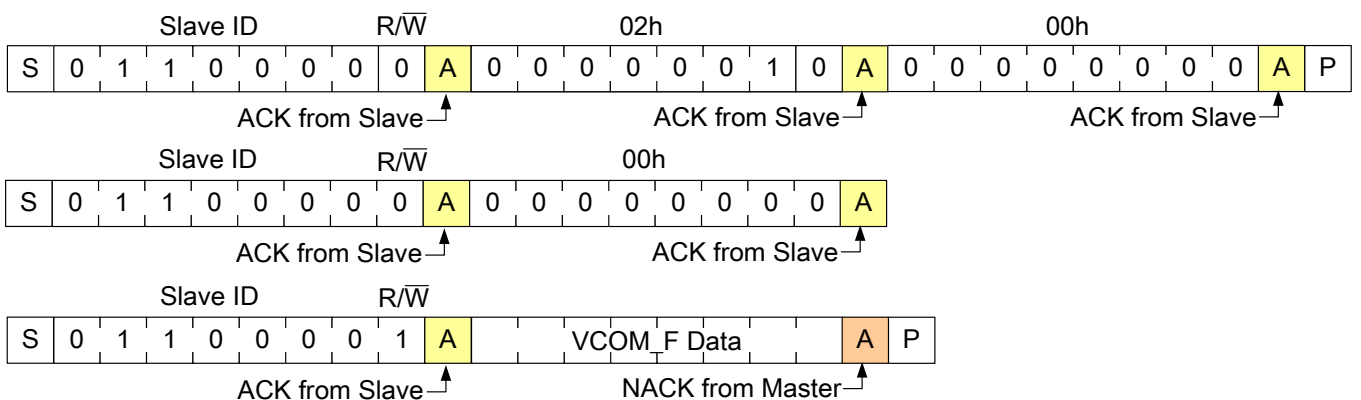 Slave ID R/W̅ 02h 00h
S 0 1 1 0 0 0 0 0 A 0 0 0 0 0 0 1 0 A 0 0 0 0 0 0 0 0 A P
ACK from Slave ACK from Slave ACK from Slave
Slave ID R/W̅ 00h
S 0 1 1 0 0 0 0 0 A 0 0 0 0 0 0 0 0 A
ACK from Slave ACK from Slave
Slave ID R/W̅
S 0 1 1 0 0 0 0 1 A VCOM_F Data A P
ACK from Slave NACK from Master